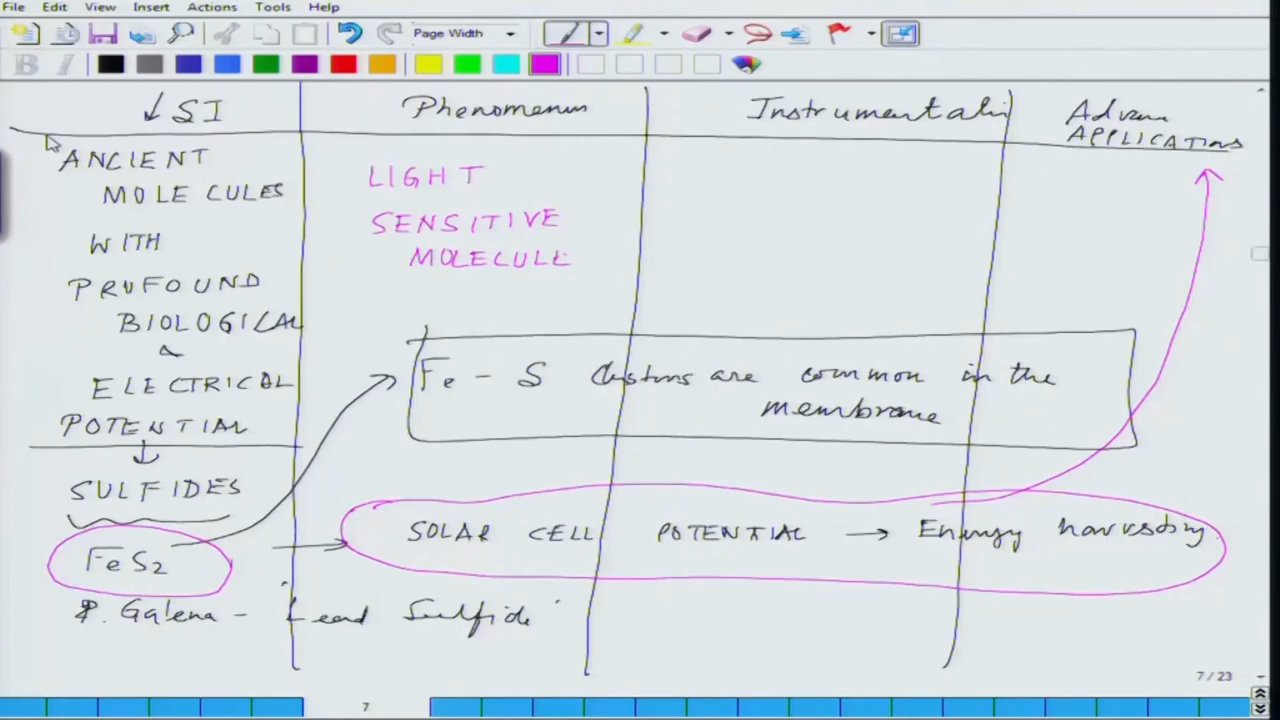 File Edit View Insert Actions Tools Help
Page Width
B I
↓ SI Phenomenon Instrumentation Advan
APPLICATIONS
ANCIENT
MOLECULES
WITH
PROFOUND
BIOLOGICAL
&
ELECTRICAL
POTENTIAL
↓
SULFIDES
FeS2
LIGHT
SENSITIVE
MOLECULE
Fe - S Clusters are common in the
membrane
SOLAR CELL POTENTIAL → Energy harvesting
Galena - Lead Sulfide
7 / 23
7